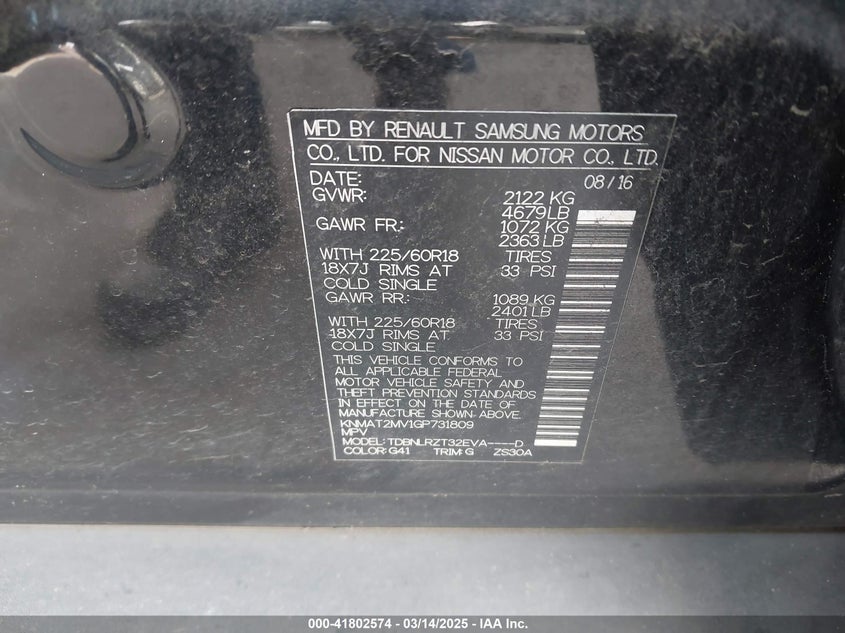 MFD BY RENAULT SAMSUNG MOTORS
CO., LTD. FOR NISSAN MOTOR CO., LTD.
DATE: 08/16
GVWR: 2122 KG
4679 LB
GAWR FR: 1072 KG
2363 LB
WITH 225/60R18 TIRES
18X7J RIMS AT 33 PSI
COLD SINGLE
GAWR RR: 1089 KG
2401 LB
WITH 225/60R18 TIRES
18X7J RIMS AT 33 PSI
COLD SINGLE
THIS VEHICLE CONFORMS TO
ALL APPLICABLE FEDERAL
MOTOR VEHICLE SAFETY AND
THEFT PREVENTION STANDARDS
IN EFFECT ON THE DATE OF
MANUFACTURE SHOWN ABOVE.
KNMAT2MV1GP731809
MPV
MODEL: TDBNLRZT32EVA----D
COLOR: G41 TRIM: G ZS30A
000-41802574 - 03/14/2025 - IAA Inc.